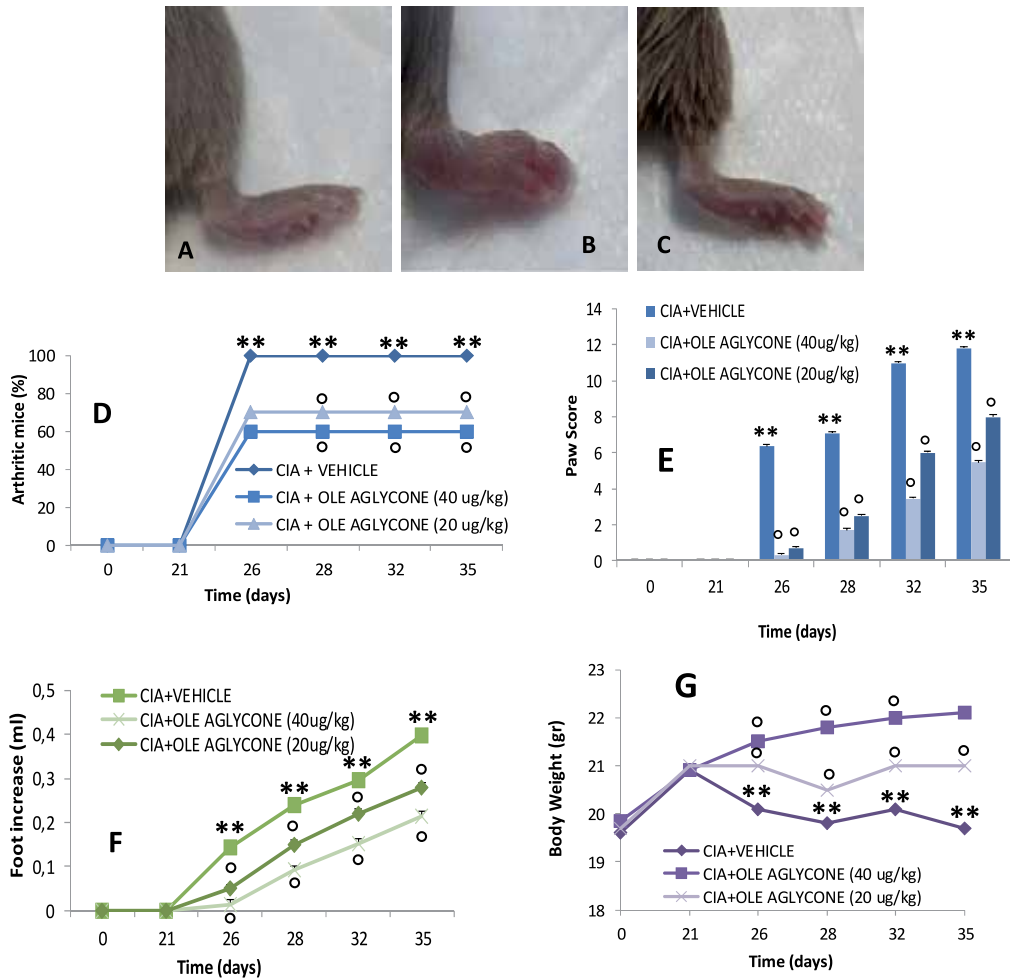 A
B
C
D
Arthritic mice (%)
100
80
60
40
20
0
** ** ** **
CIA + VEHICLE
CIA + OLE AGLYCONE (40 ug/kg)
CIA + OLE AGLYCONE (20 ug/kg)
0 21 26 28 32 35
Time (days)
E
Paw Score
14
12
10
8
6
4
2
0
CIA+VEHICLE
CIA+OLE AGLYCONE (40ug/kg)
CIA+OLE AGLYCONE (20ug/kg)
** ** ** **
0 21 26 28 32 35
Time (days)
F
Foot increase (ml)
0,5
0,4
0,3
0,2
0,1
0
CIA+VEHICLE
CIA+OLE AGLYCONE (40ug/kg)
CIA+OLE AGLYCONE (20ug/kg)
** ** ** **
0 21 26 28 32 35
Time (days)
G
Body Weight (gr)
23
22
21
20
19
18
** ** ** **
CIA+VEHICLE
CIA+OLE AGLYCONE (40 ug/kg)
CIA+OLE AGLYCONE (20 ug/kg)
0 21 26 28 32 35
Time (days)